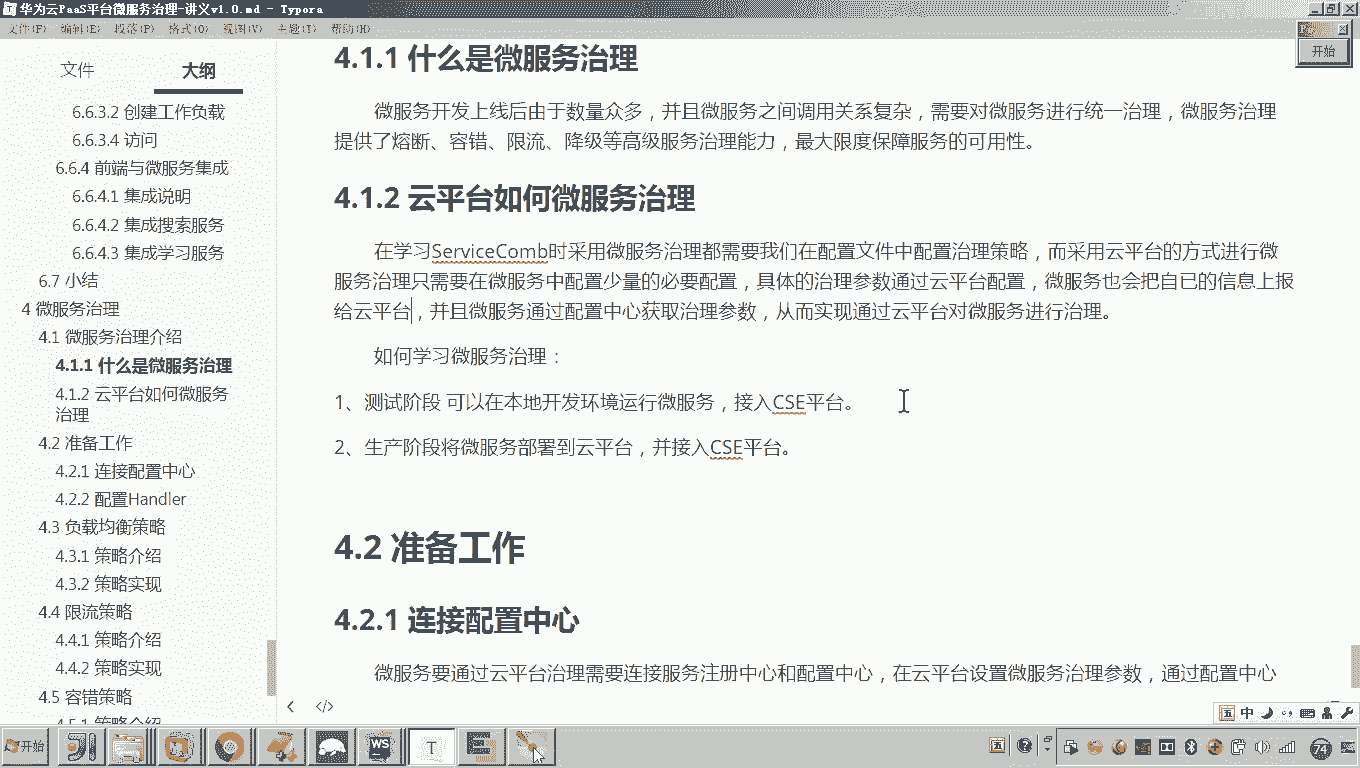 华为云PaaS平台微服务治理-讲义v1.0.md - Typora
文件(F) 编辑(E) 段落(P) 格式(O) 视图(V) 主题(T) 帮助(H)
开始
文件 大纲
6.6.3.2 创建工作负载
6.6.3.4 访问
6.6.4 前端与微服务集成
6.6.4.1 集成说明
6.6.4.2 集成搜索服务
6.6.4.3 集成学习服务
6.7 小结
4 微服务治理
4.1 微服务治理介绍
4.1.1 什么是微服务治理
4.1.2 云平台如何微服务
治理
4.2 准备工作
4.2.1 连接配置中心
4.2.2 配置Handler
4.3 负载均衡策略
4.3.1 策略介绍
4.3.2 策略实现
4.4 限流策略
4.4.1 策略介绍
4.4.2 策略实现
4.5 容错策略
4.5.1 策略介绍
4.1.1 什么是微服务治理
微服务开发上线后由于数量众多，并且微服务之间调用关系复杂，需要对微服务进行统一治理，微服务治理
提供了熔断、容错、限流、降级等高级服务治理能力，最大限度保障服务的可用性。
4.1.2 云平台如何微服务治理
在学习ServiceComb时采用微服务治理都需要我们在配置文件中配置治理策略，而采用云平台的方式进行微
服务治理只需要在微服务中配置少量的必要配置，具体的治理参数通过云平台配置，微服务也会把自已的信息上报
给云平台，并且微服务通过配置中心获取治理参数，从而实现通过云平台对微服务进行治理。
如何学习微服务治理：
1、测试阶段 可以在本地开发环境运行微服务，接入CSE平台。
2、生产阶段将微服务部署到云平台，并接入CSE平台。
4.2 准备工作
4.2.1 连接配置中心
微服务要通过云平台治理需要连接服务注册中心和配置中心，在云平台设置微服务治理参数，通过配置中心
五 中
开始 WS T 五 74